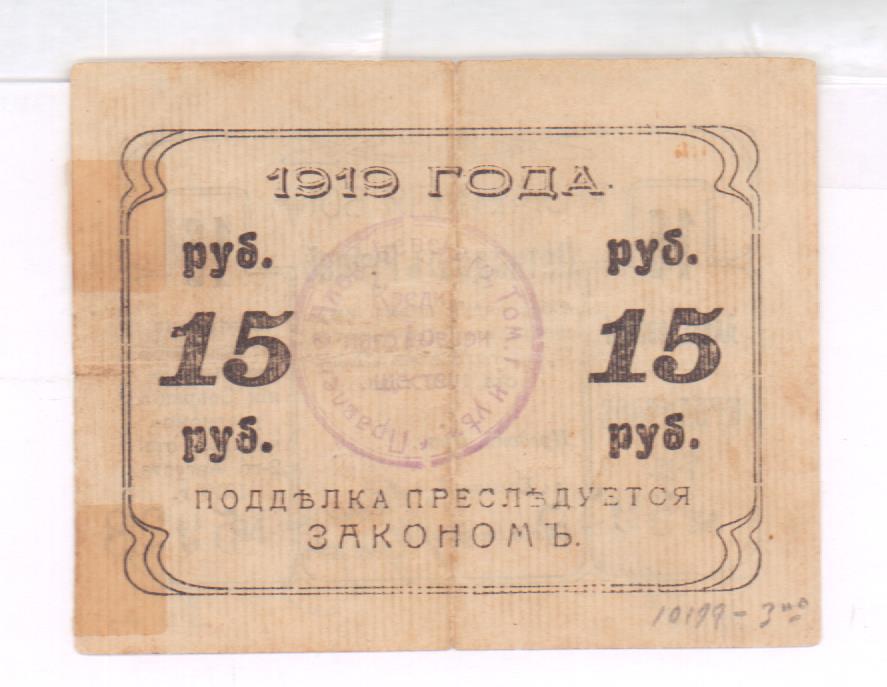 1919 ГОДА.
руб.
руб.
15
15
руб.
руб.
ПОДДѢЛКА ПРЕСЛѢДУЕТСЯ
ЗАКОНОМЪ.
10199-3